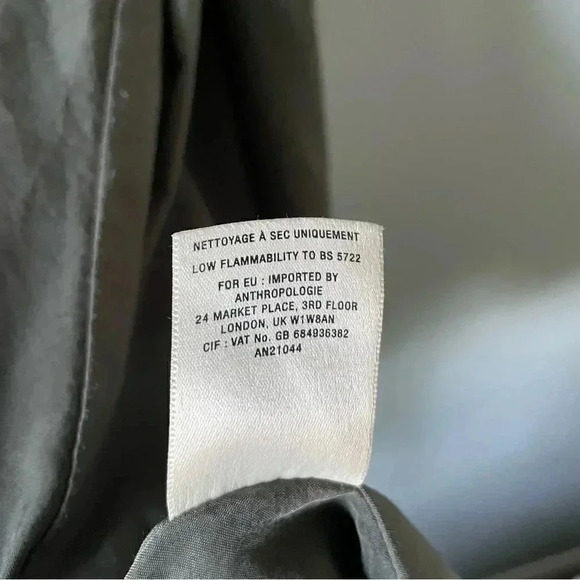 NETTOYAGE À SEC UNIQUEMENT
LOW FLAMMABILITY TO BS 5722
FOR EU : IMPORTED BY
ANTHROPOLOGIE
24 MARKET PLACE, 3RD FLOOR
LONDON, UK W1W8AN
CIF : VAT No. GB 684936382
AN21044